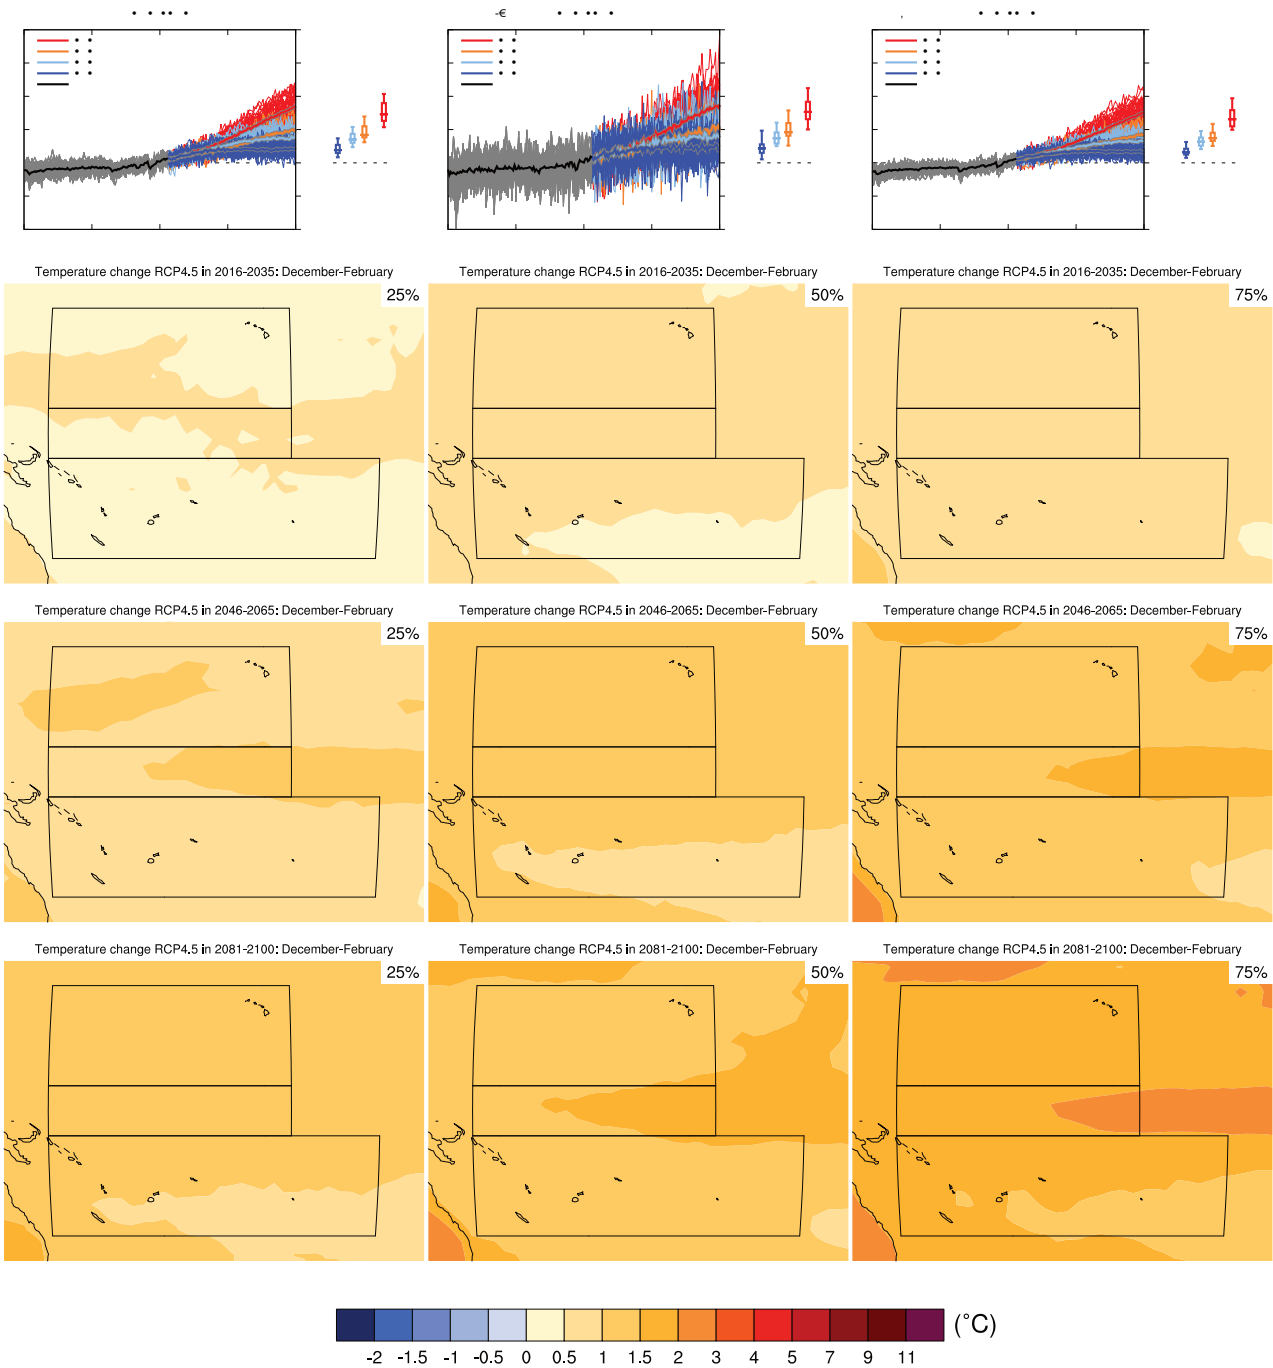 Temperature change RCP4.5 in 2016-2035: December-February
Temperature change RCP4.5 in 2016-2035: December-February
Temperature change RCP4.5 in 2016-2035: December-February
25%
50%
75%
Temperature change RCP4.5 in 2046-2065: December-February
Temperature change RCP4.5 in 2046-2065: December-February
Temperature change RCP4.5 in 2046-2065: December-February
25%
50%
75%
Temperature change RCP4.5 in 2081-2100: December-February
Temperature change RCP4.5 in 2081-2100: December-February
Temperature change RCP4.5 in 2081-2100: December-February
25%
50%
75%
(°C)
-2 -1.5 -1 -0.5 0 0.5 1 1.5 2 3 4 5 7 9 11